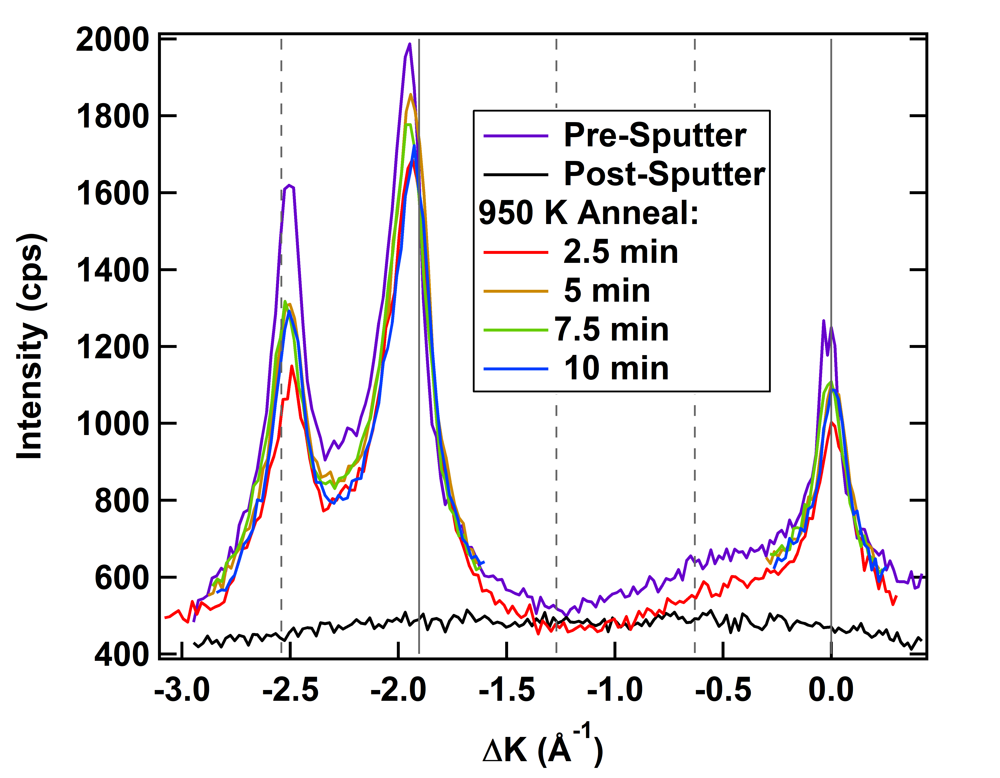 2000
1800
1600
1400
1200
1000
800
600
400
Intensity (cps)
Pre-Sputter
Post-Sputter
950 K Anneal:
2.5 min
5 min
7.5 min
10 min
-3.0 -2.5 -2.0 -1.5 -1.0 -0.5 0.0
ΔK (Å⁻¹)